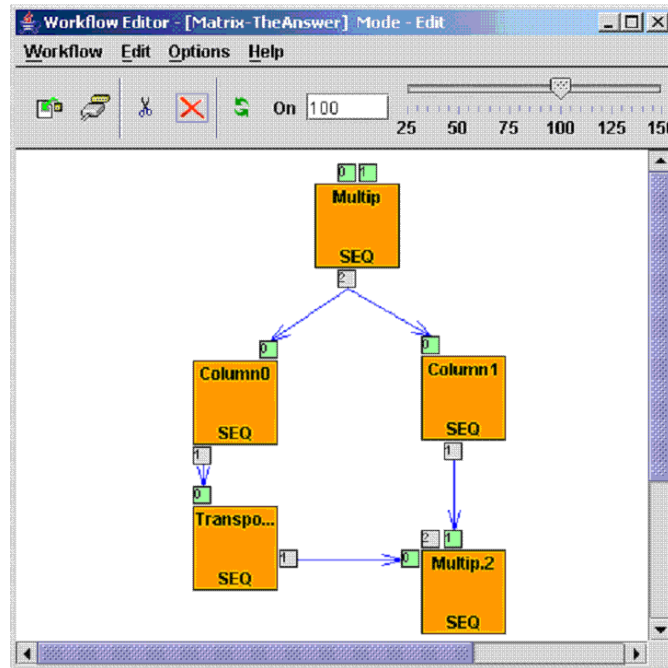 Workflow Editor - [Matrix-TheAnswer] Mode - Edit
Workflow Edit Options Help
On 100
25 50 75 100 125 150
0 1
Multip
SEQ
2
0 0
Column0 Column1
SEQ SEQ
1 1
0
Transpo...
SEQ
1
2 1
0
Multip.2
SEQ